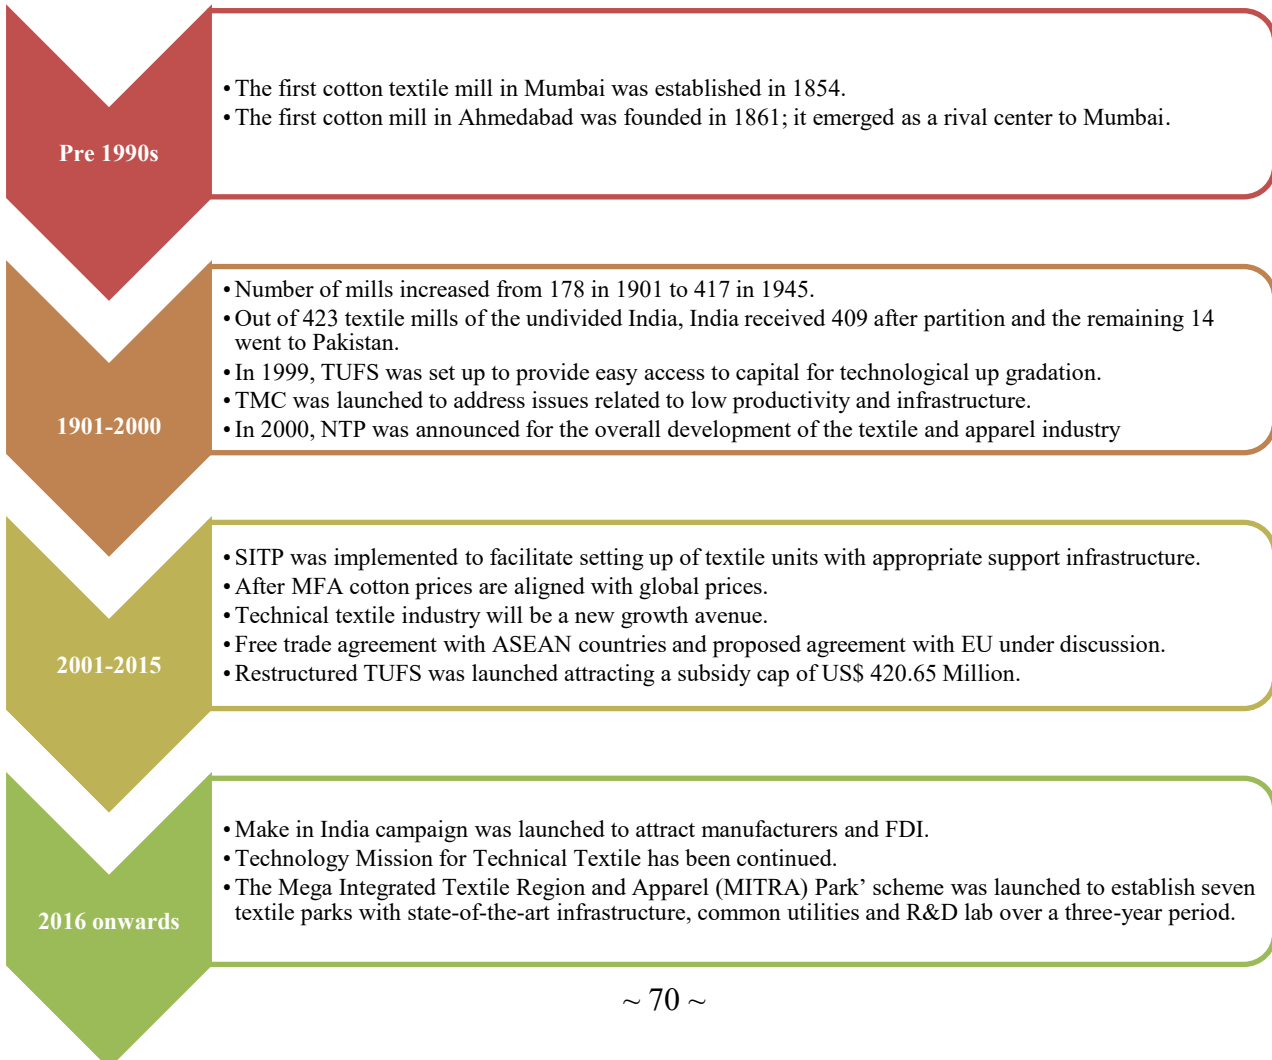 Pre 1990s
• The first cotton textile mill in Mumbai was established in 1854.
• The first cotton mill in Ahmedabad was founded in 1861; it emerged as a rival center to Mumbai.
1901-2000
• Number of mills increased from 178 in 1901 to 417 in 1945.
• Out of 423 textile mills of the undivided India, India received 409 after partition and the remaining 14
went to Pakistan.
• In 1999, TUFS was set up to provide easy access to capital for technological up gradation.
• TMC was launched to address issues related to low productivity and infrastructure.
• In 2000, NTP was announced for the overall development of the textile and apparel industry
2001-2015
• SITP was implemented to facilitate setting up of textile units with appropriate support infrastructure.
• After MFA cotton prices are aligned with global prices.
• Technical textile industry will be a new growth avenue.
• Free trade agreement with ASEAN countries and proposed agreement with EU under discussion.
• Restructured TUFS was launched attracting a subsidy cap of US$ 420.65 Million.
2016 onwards
• Make in India campaign was launched to attract manufacturers and FDI.
• Technology Mission for Technical Textile has been continued.
• The Mega Integrated Textile Region and Apparel (MITRA) Park’ scheme was launched to establish seven
textile parks with state-of-the-art infrastructure, common utilities and R&D lab over a three-year period.
~ 70 ~